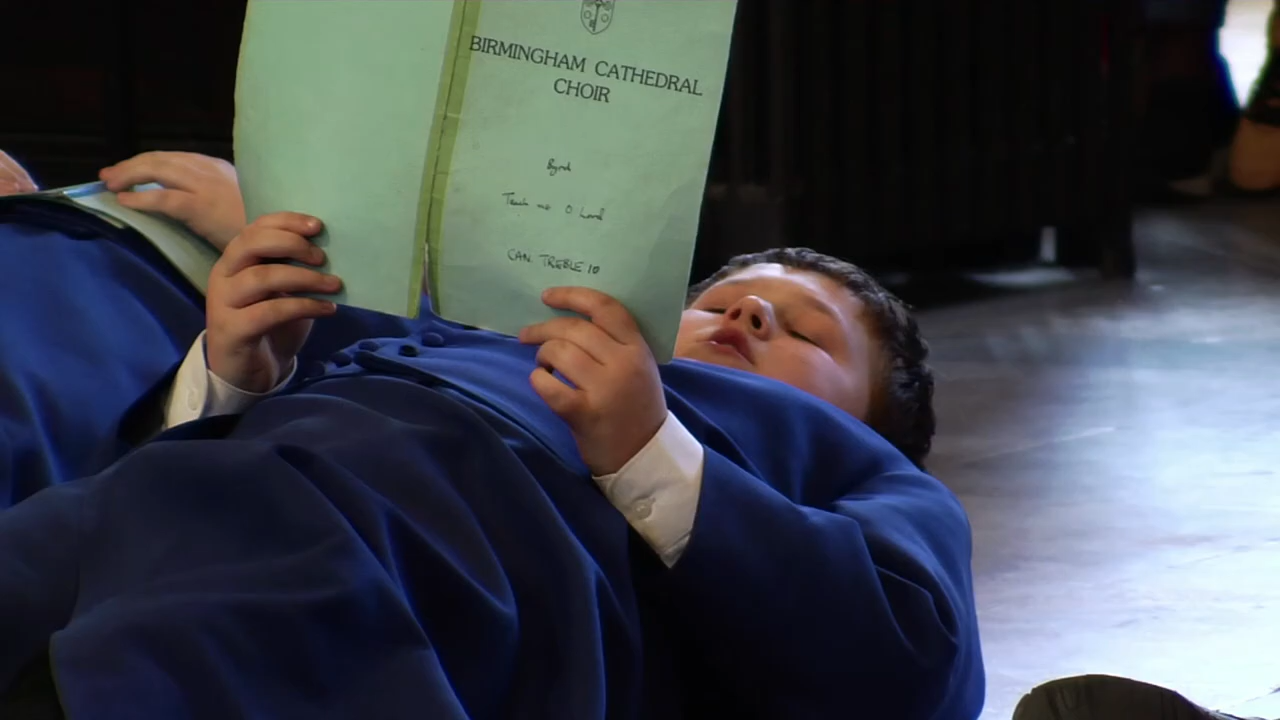 BIRMINGHAM CATHEDRAL
CHOIR
Byrd
Teach me O Lord
CAN. TREBLE 10